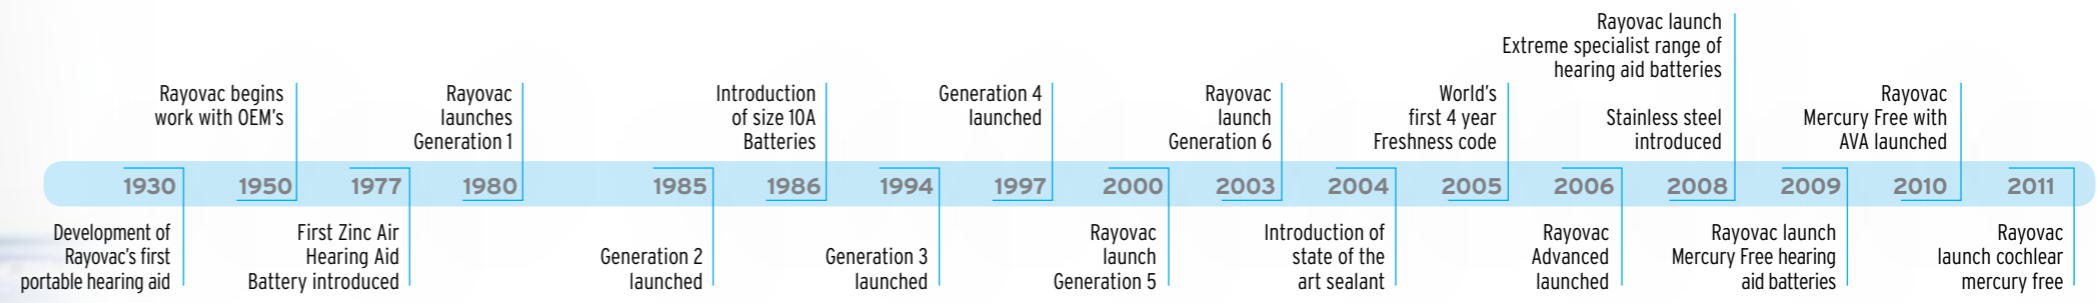 1930
Development of
Rayovac's first
portable hearing aid
Rayovac begins
work with OEM's
1950
1977
First Zinc Air
Hearing Aid
Battery introduced
Rayovac
launches
Generation 1
1980
1985
Generation 2
launched
Introduction
of size 10A
Batteries
1986
1994
Generation 3
launched
Generation 4
launched
1997
2000
Rayovac
launch
Generation 5
Rayovac
launch
Generation 6
2003
2004
Introduction of
state of the
art sealant
World's
first 4 year
Freshness code
2005
2006
Rayovac
Advanced
launched
Rayovac launch
Extreme specialist range of
hearing aid batteries
Stainless steel
introduced
2008
2009
Rayovac launch
Mercury Free hearing
aid batteries
Rayovac
Mercury Free with
AVA launched
2010
2011
Rayovac
launch cochlear
mercury free